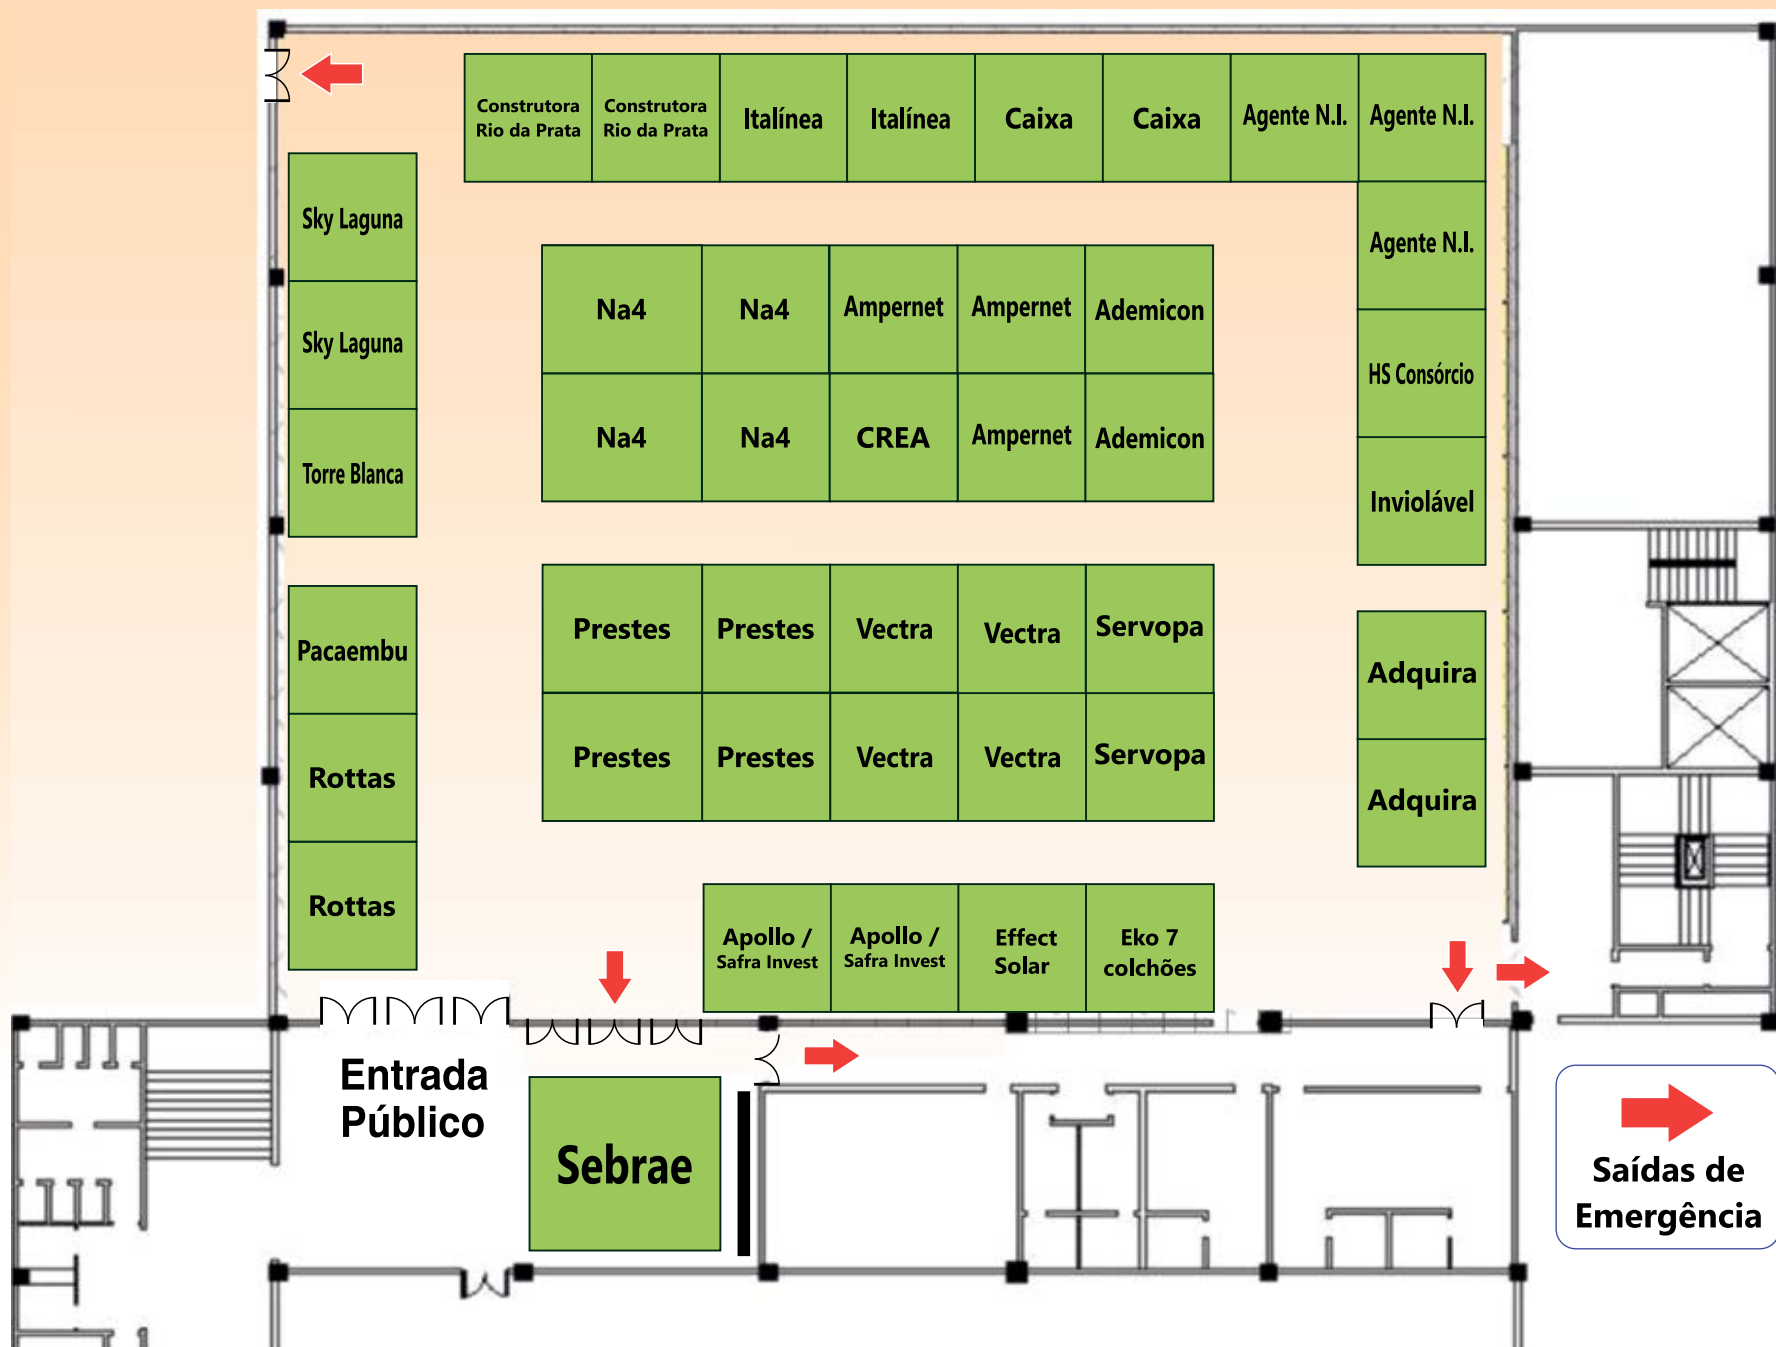 Construtora
Rio da Prata
Construtora
Rio da Prata
Italínea
Italínea
Caixa
Caixa
Agente N.I.
Agente N.I.
Sky Laguna
Sky Laguna
Torre Blanca
Agente N.I.
HS Consórcio
Inviolável
Na4
Na4
Ampernet
Ampernet
Ademicon
Na4
Na4
CREA
Ampernet
Ademicon
Pacaembu
Rottas
Rottas
Prestes
Prestes
Vectra
Vectra
Servopa
Prestes
Prestes
Vectra
Vectra
Servopa
Adquira
Adquira
Apollo /
Safra Invest
Apollo /
Safra Invest
Effect
Solar
Eko 7
colchões
Entrada
Público
Sebrae
Saídas de
Emergência